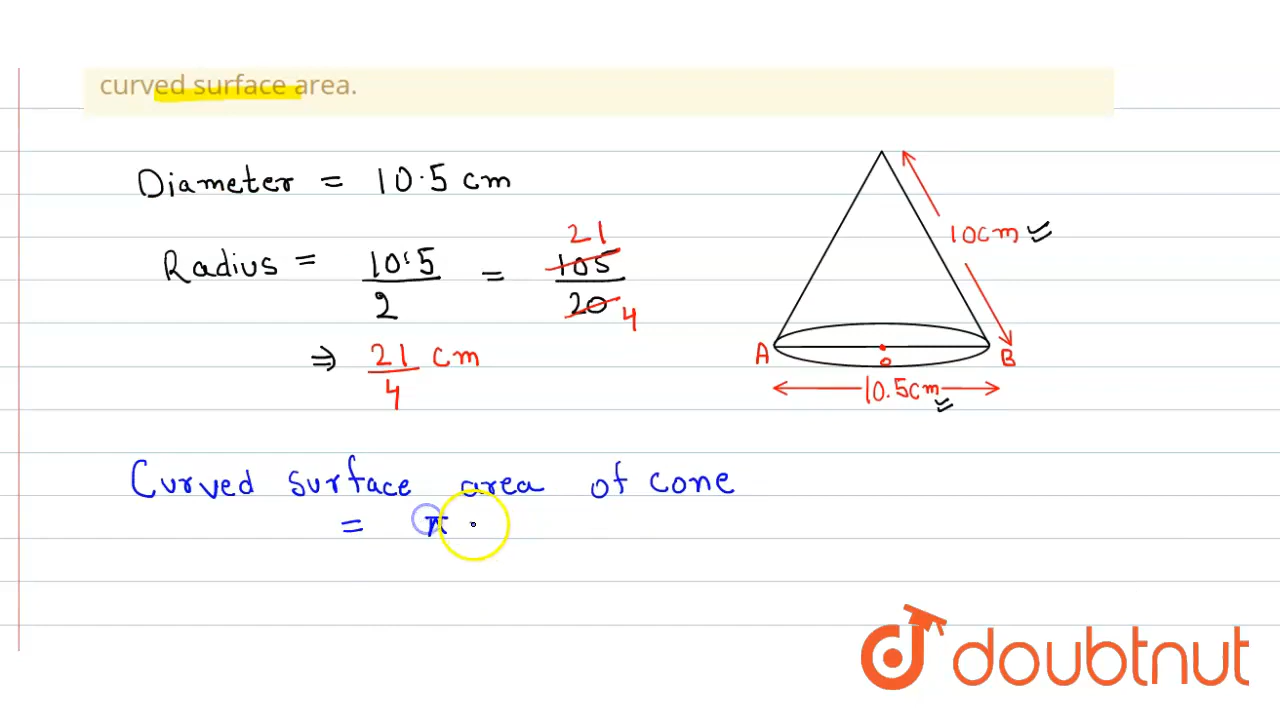 curved surface area.
Diameter = 10.5 cm
Radius = 10.5/2 = 105/20 21 4
⇒ 21/4 cm
10cm
A B
o
10.5cm
Curved surface area of cone
= π
doubtnut